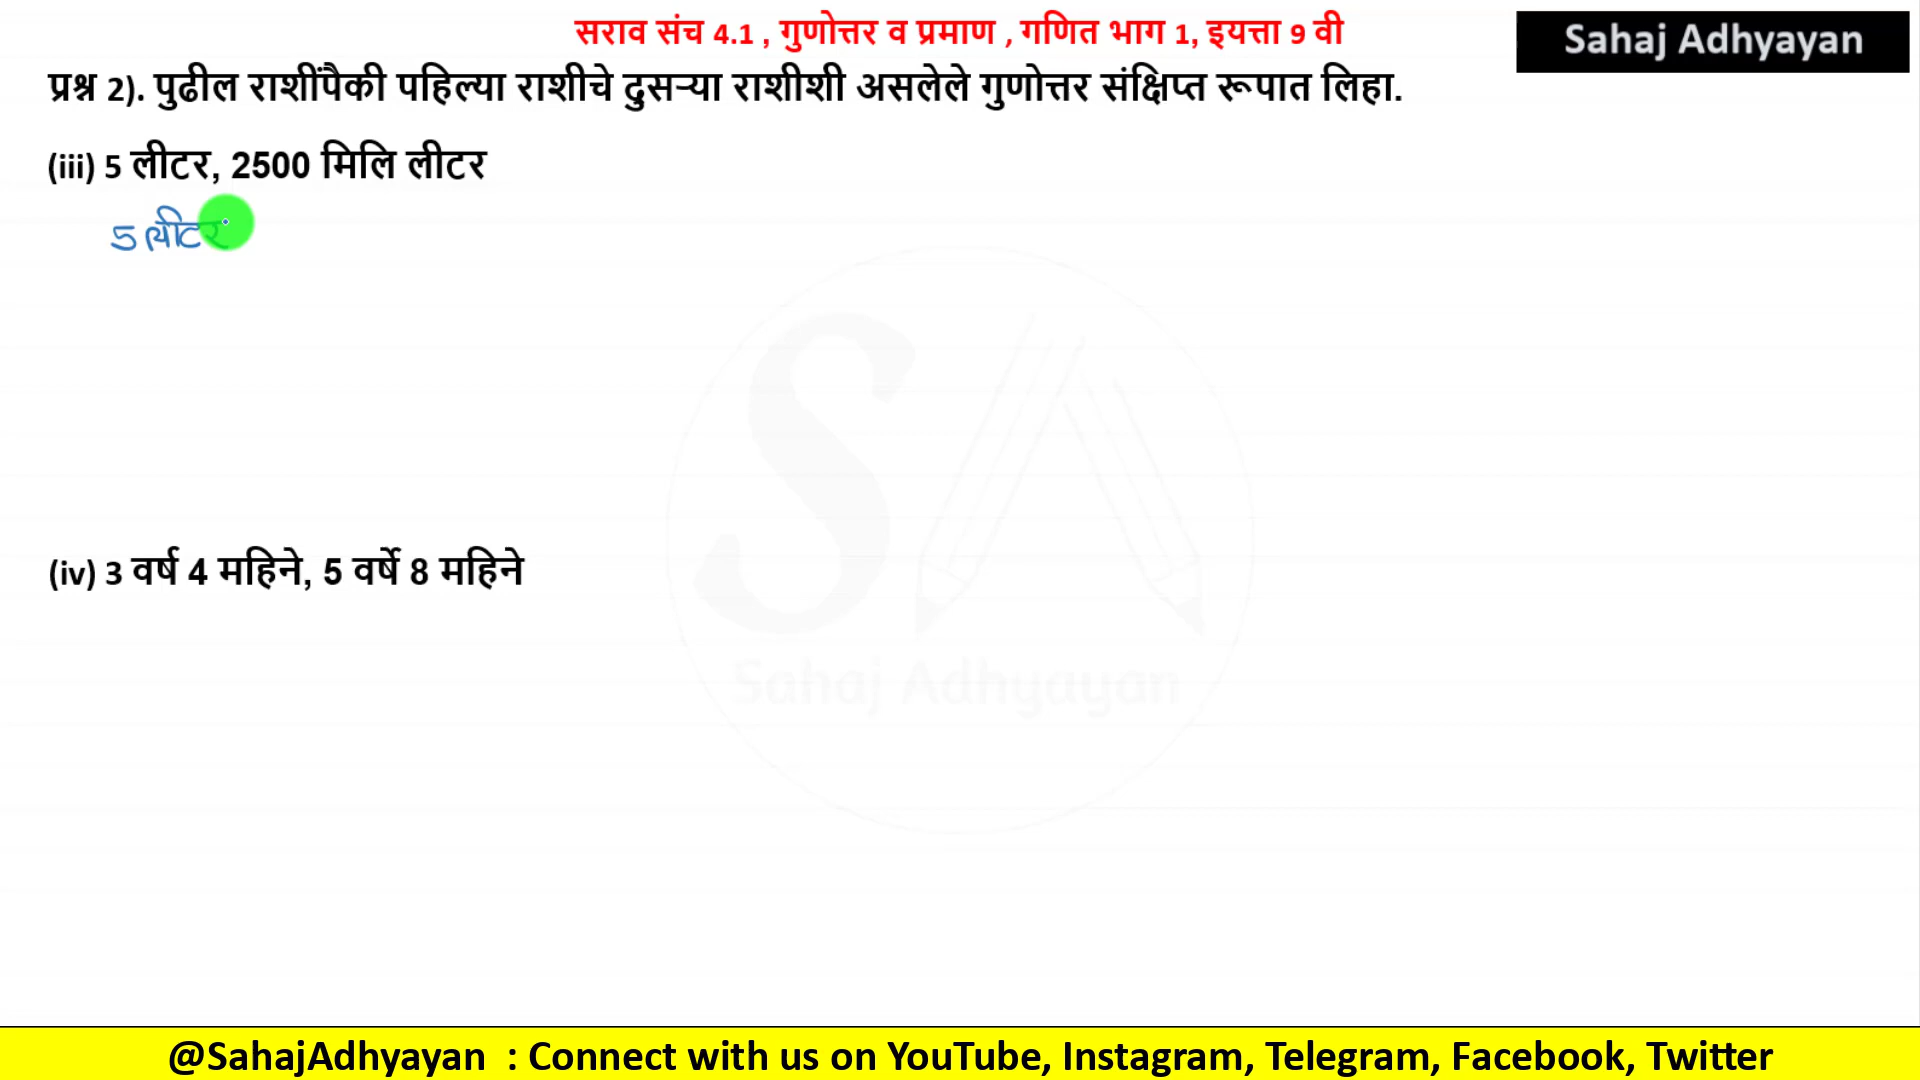 सराव संच 4.1 , गुणोत्तर व प्रमाण , गणित भाग 1, इयत्ता 9 वी
Sahaj Adhyayan
प्रश्न 2). पुढील राशींपैकी पहिल्या राशीचे दुसऱ्या राशीशी असलेले गुणोत्तर संक्षिप्त रूपात लिहा.
(iii) 5 लीटर, 2500 मिलि लीटर
5 लीटर
SA
Sahaj Adhyayan
(iv) 3 वर्ष 4 महिने, 5 वर्षे 8 महिने
@SahajAdhyayan : Connect with us on YouTube, Instagram, Telegram, Facebook, Twitter